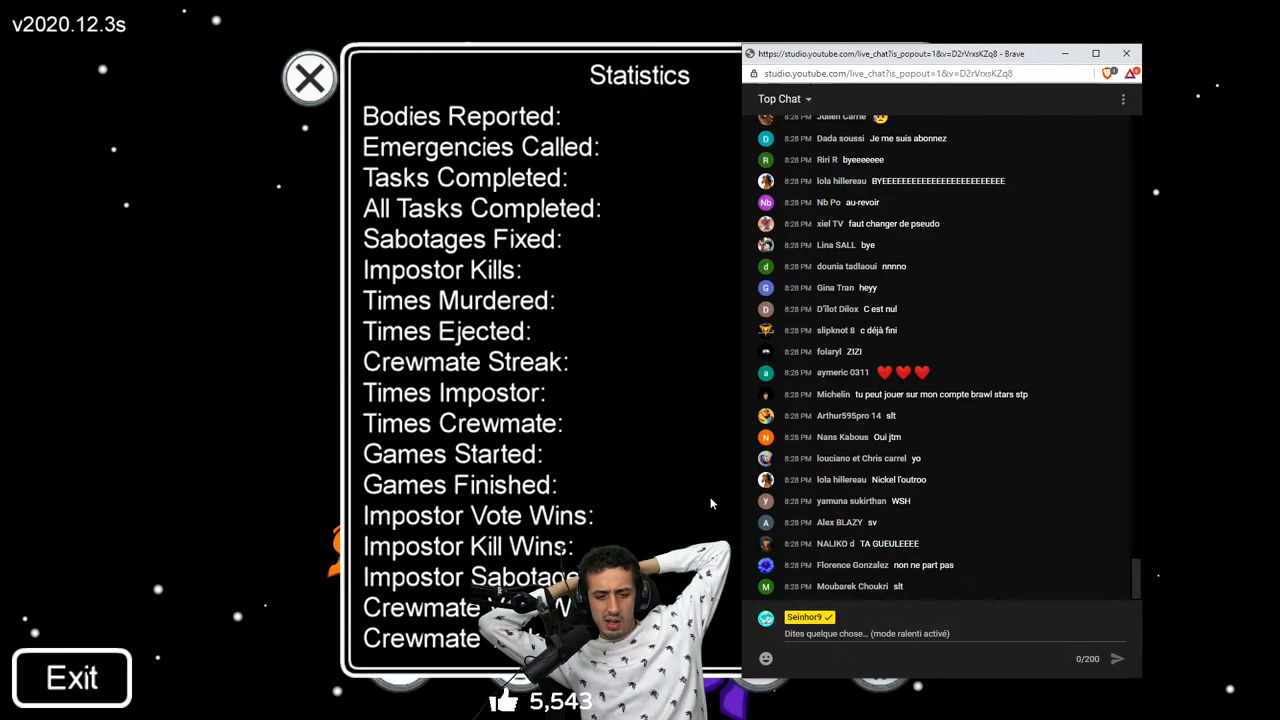 v2020.12.3s
Statistics
Bodies Reported:
Emergencies Called:
Tasks Completed:
All Tasks Completed:
Sabotages Fixed:
Impostor Kills:
Times Murdered:
Times Ejected:
Crewmate Streak:
Times Impostor:
Times Crewmate:
Games Started:
Games Finished:
Impostor Vote Wins:
Impostor Kill Wins:
Impostor
Crewmate
Crewmate
Exit
5,543
https://studio.youtube.com/live_chat?is_popout=1&v=D2rVrxsKZq8 - Brave
studio.youtube.com/live_chat?is_popout=1&v=D2rVrxsKZq8
Top Chat
8:28 PM Julien Carrie 😢
8:28 PM Dada soussi Je me suis abonnez
8:28 PM Riri R byeeeeeee
8:28 PM lola hillereau BYEEEEEEEEEEEEEEEEEEEEEEEE
8:28 PM Nb Po au-revoir
8:28 PM xiel TV faut changer de pseudo
8:28 PM Lina SALL bye
8:28 PM dounia tadlaoui nnnno
8:28 PM Gina Tran heyy
8:28 PM D'îlot Dilox C est nul
8:28 PM slipknot 8 c déjà fini
8:28 PM folaryl ZIZI
8:28 PM aymeric 0311 ❤️❤️❤️
8:28 PM Michelin tu peut jouer sur mon compte brawl stars stp
8:28 PM Arthur595pro 14 slt
8:28 PM Nans Kabous Oui jtm
8:28 PM louciano et Chris carrel yo
8:28 PM lola hillereau Nickel l'outroo
8:28 PM yamuna sukirthan WSH
8:28 PM Alex BLAZY sv
8:28 PM NALIKO d TA GUEULEEEE
8:28 PM Florence Gonzalez non ne part pas
8:28 PM Moubarek Choukri slt
Seinhor9
Dites quelque chose… (mode ralenti activé)
0/200